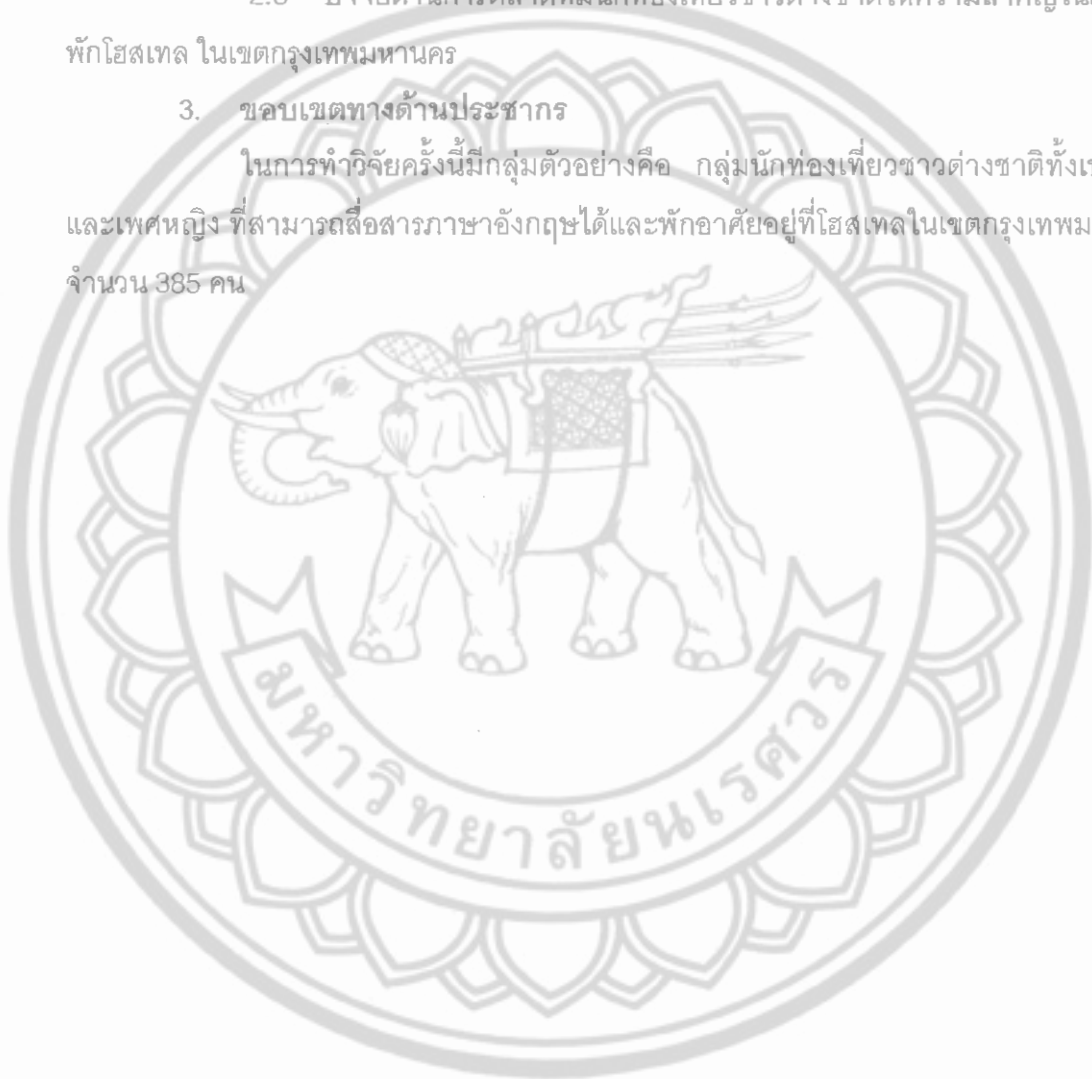 พักโฮสเทล ในเขตกรุงเทพมหานคร
3. ขอบเขตทางด้านประชากร
ในการทำวิจัยครั้งนี้มีกลุ่มตัวอย่างคือ กลุ่มนักท่องเที่ยวชาวต่างชาติทั้ง
และเพศหญิง ที่สามารถสื่อสารภาษาอังกฤษได้และพักอาศัยอยู่ที่โฮสเทลในเขตกรุงเทพม
จำนวน 385 คน
มหาวิทยาลัยนเรศวร